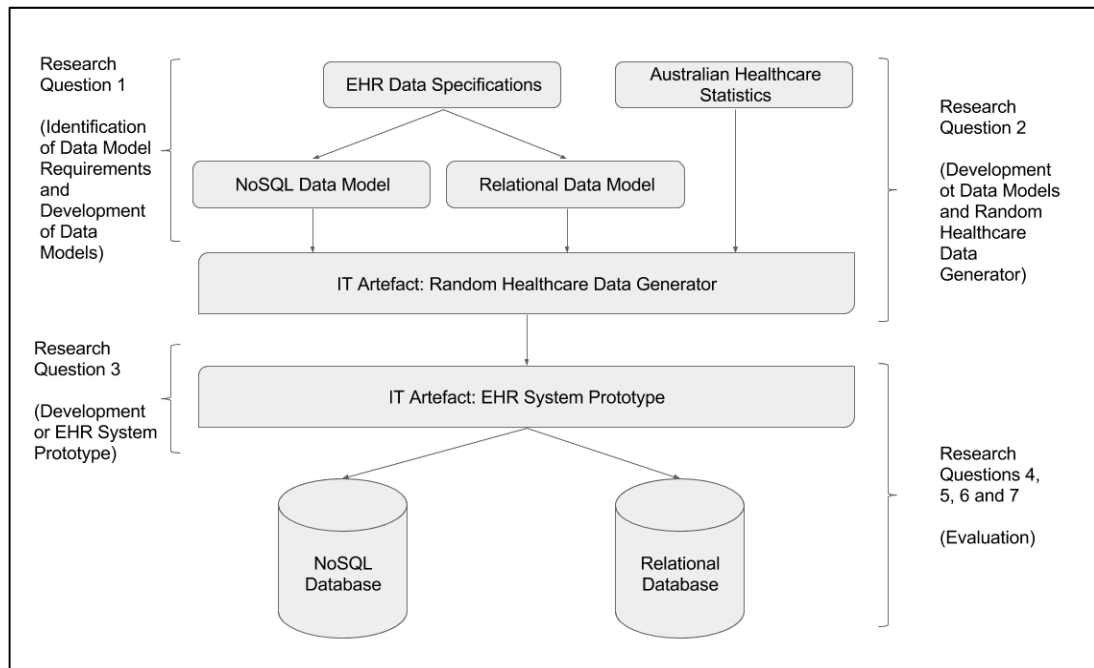 Research
Question 1
(Identification
of Data Model
Requirements
and
Development
of Data
Models)
EHR Data Specifications
Australian Healthcare
Statistics
NoSQL Data Model
Relational Data Model
IT Artefact: Random Healthcare Data Generator
Research
Question 2
(Development
ot Data Models
and Random
Healthcare
Data
Generator)
Research
Question 3
(Development
or EHR System
Prototype)
IT Artefact: EHR System Prototype
NoSQL
Database
Relational
Database
Research
Questions 4,
5, 6 and 7
(Evaluation)